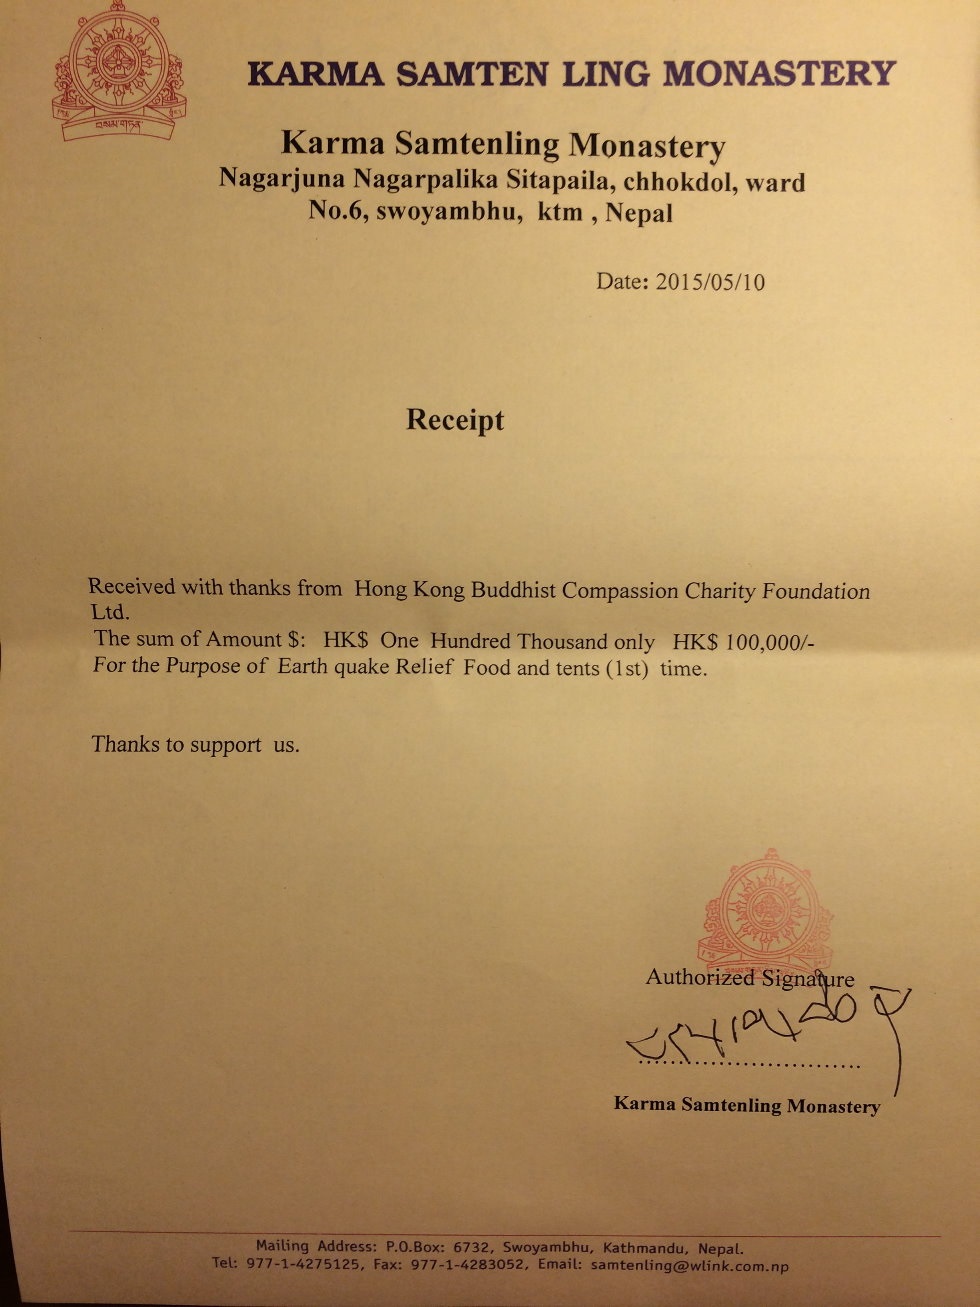 KARMA SAMTEN LING MONASTERY
Karma Samtenling Monastery
Nagarjuna Nagarpalika Sitapaila, chhokdol, ward
No.6, swoyambhu, ktm , Nepal
Date: 2015/05/10
Receipt
Received with thanks from Hong Kong Buddhist Compassion Charity Foundation
Ltd.
The sum of Amount $: HK$ One Hundred Thousand only HK$ 100,000/-
For the Purpose of Earth quake Relief Food and tents (1st) time.
Thanks to support us.
Authorized Signature
Karma Samtenling Monastery
Mailing Address: P.O.Box: 6732, Swoyambhu, Kathmandu, Nepal.
Tel: 977-1-4275125, Fax: 977-1-4283052, Email: samtenling@wlink.com.np